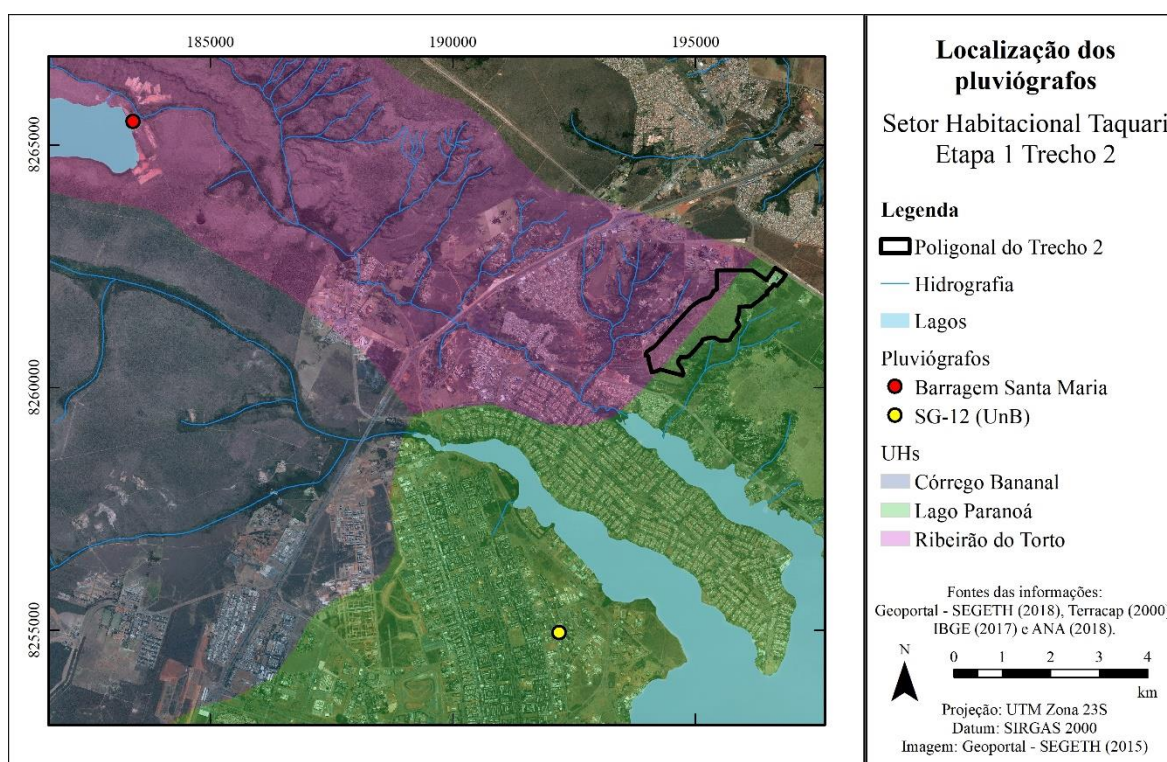 185000
190000
195000
8265000
8260000
8255000
Localização dos
pluviógrafos
Setor Habitacional Taquari
Etapa 1 Trecho 2
Legenda
Poligonal do Trecho 2
Hidrografia
Lagos
Pluviógrafos
Barragem Santa Maria
SG-12 (UnB)
UHs
Córrego Bananal
Lago Paranoá
Ribeirão do Torto
Fontes das informações:
Geoportal - SEGETH (2018), Terracap (2000)
IBGE (2017) e ANA (2018).
N
0 1 2 3 4
km
Projeção: UTM Zona 23S
Datum: SIRGAS 2000
Imagem: Geoportal - SEGETH (2015)